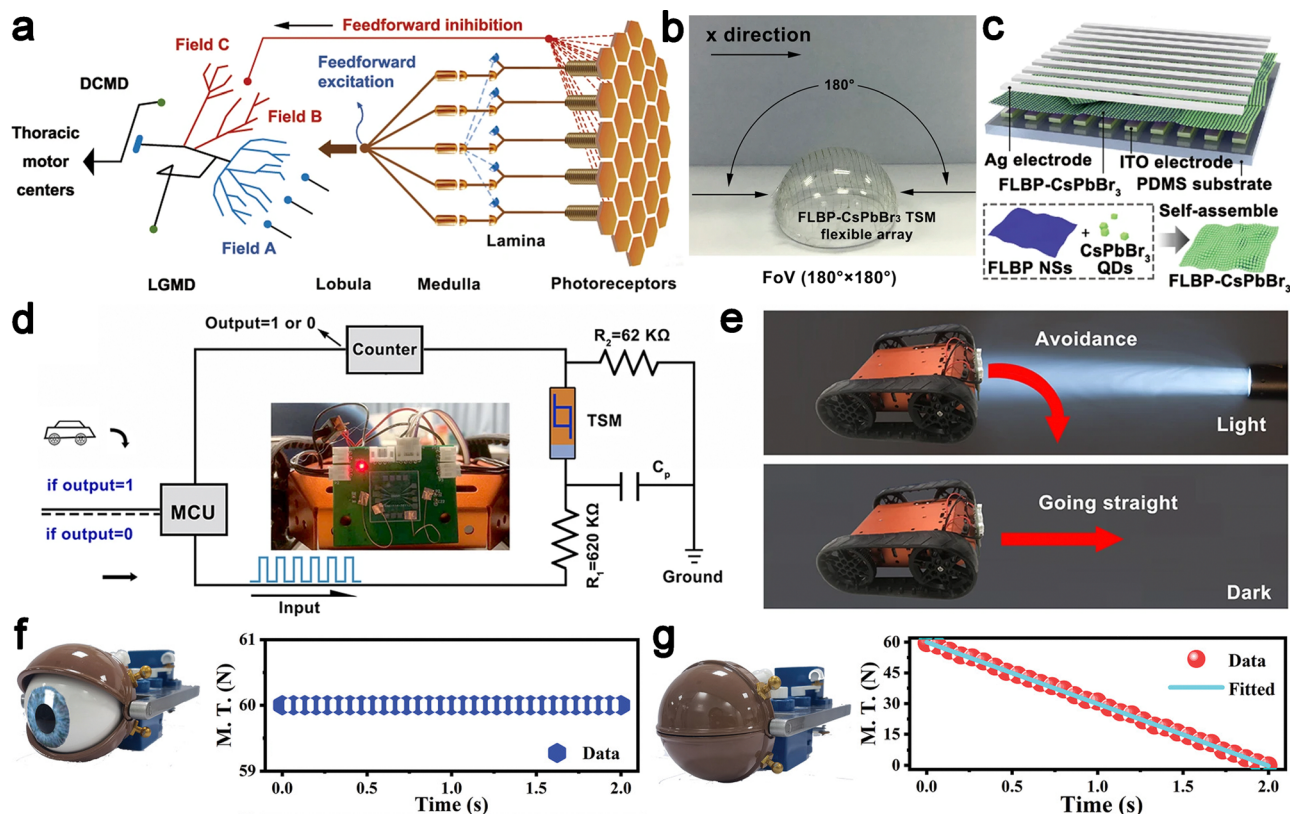 a
Feedforward inihibition
Field C
Feedforward
excitation
DCMD
Field B
Thoracic
motor
centers
Field A
Lamina
LGMD
Lobula
Medulla
Photoreceptors
b
x direction
180°
FLBP-CsPbBr₃ TSM
flexible array
FoV (180°×180°)
c
Ag electrode
ITO electrode
FLBP-CsPbBr₃
PDMS substrate
FLBP NSs
+
CsPbBr₃
QDs
Self-assemble
FLBP-CsPbBr₃
d
Output=1 or 0
Counter
R₂=62 KΩ
TSM
Cₚ
if output=1
MCU
if output=0
R₁=620 KΩ
Input
Ground
e
Avoidance
Light
Going straight
Dark
f
M. T. (N)
61
60
59
Data
0.0 0.5 1.0 1.5 2.0
Time (s)
g
M. T. (N)
60
45
30
15
0
Data
Fitted
0.0 0.5 1.0 1.5 2.0
Time (s)